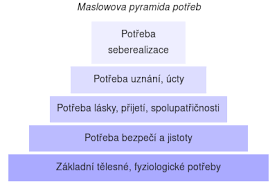 Maslowova pyramida potřeb
Potřeba
seberealizace
Potřeba uznání, úcty
Potřeba lásky, přijetí, spolupatřičnosti
Potřeba bezpečí a jistoty
Základní tělesné, fyziologické potřeby